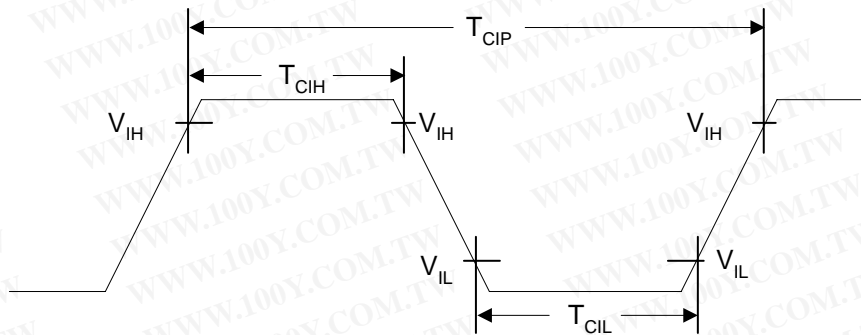 T_CIP
T_CIH
V_IH
V_IH
V_IH
V_IL
V_IL
T_CIL
WWW.100Y.COM.TW